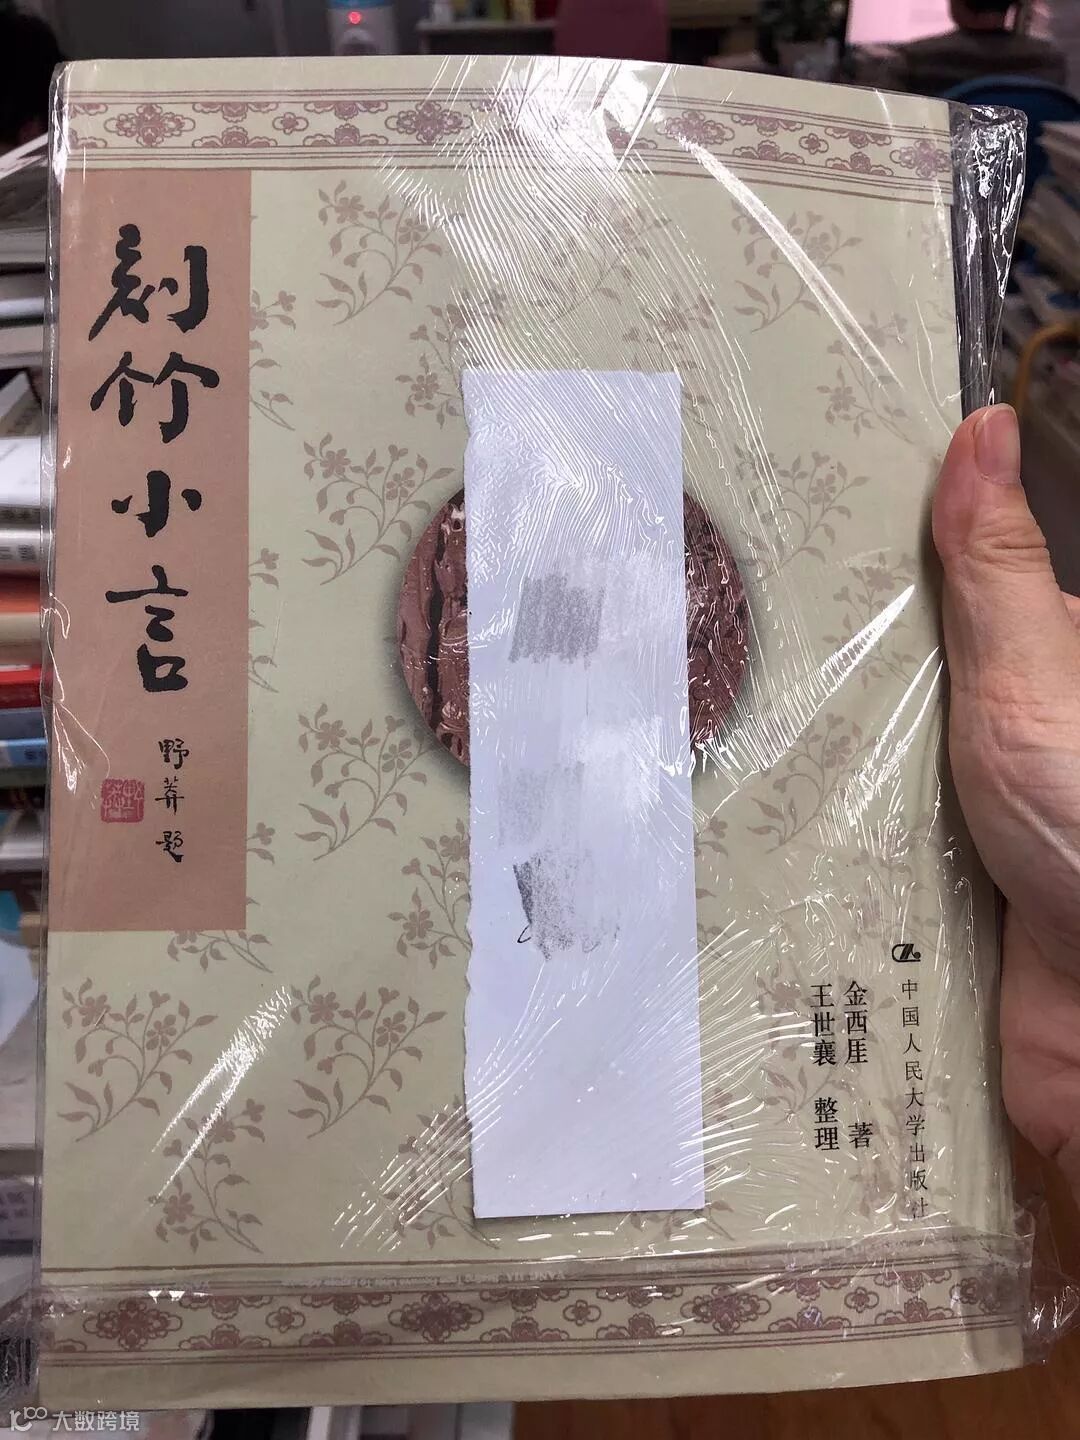 刻竹小言
野莽题
金西厓 著
王世襄 整理
中国人民大学出版社
大数跨境